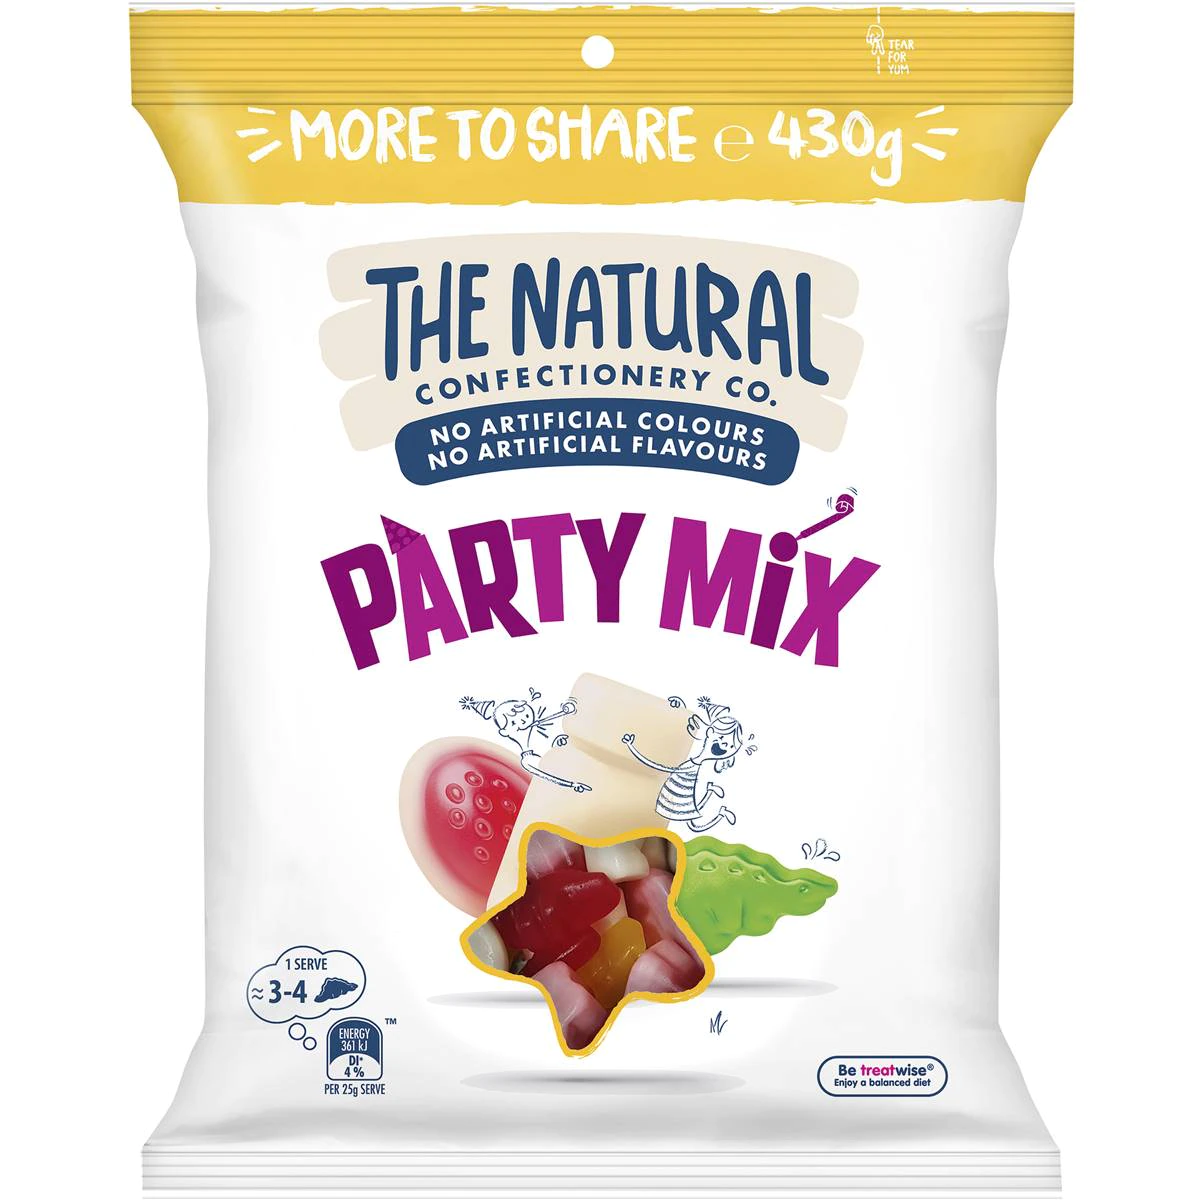 TEAR
FOR
YUM
MORE TO SHARE ℮ 430g
THE NATURAL
CONFECTIONERY CO.
NO ARTIFICIAL COLOURS
NO ARTIFICIAL FLAVOURS
PARTY MIX
1 SERVE
≈ 3-4
ENERGY
361 kJ
DI*
4%
PER 25g SERVE
TM
Be treatwise®
Enjoy a balanced diet